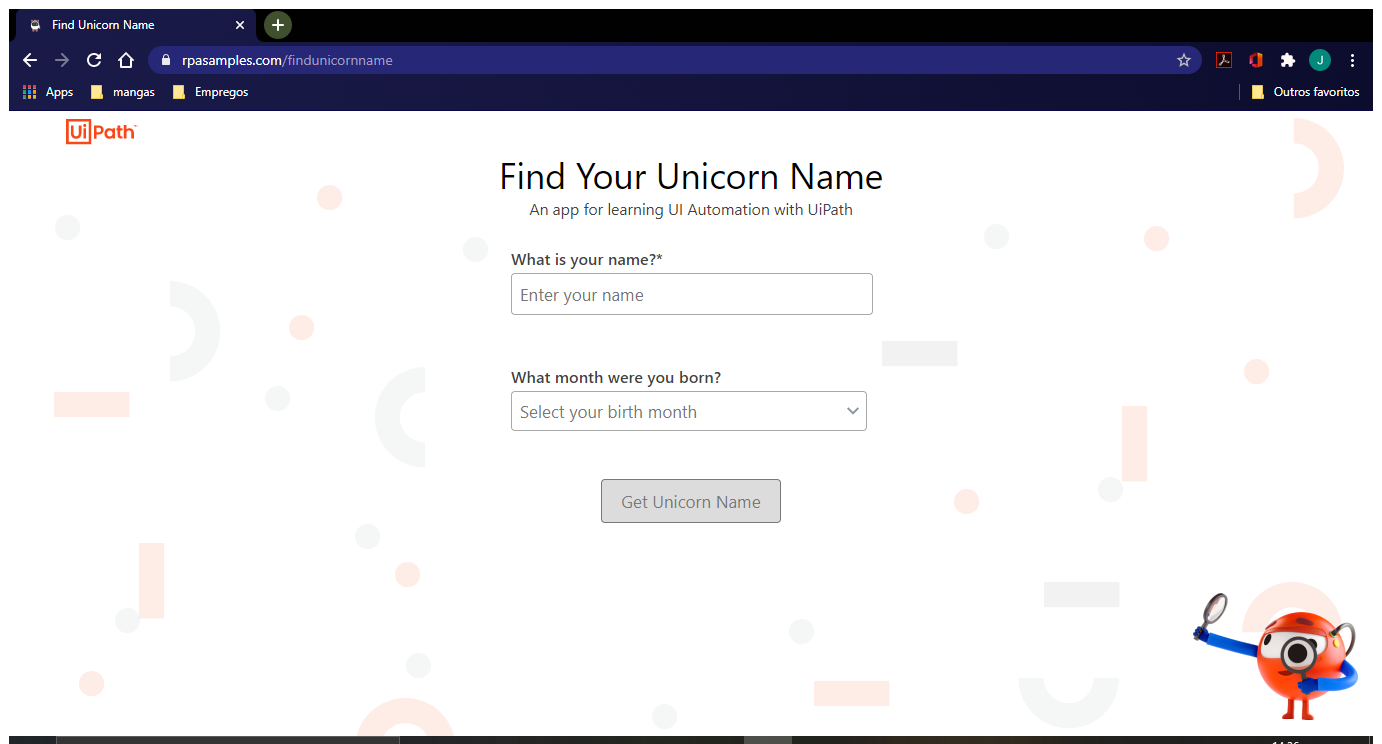 Find Unicorn Name
rpasamples.com/findunicornname
J
Apps mangas Empregos Outros favoritos
UiPath
Find Your Unicorn Name
An app for learning UI Automation with UiPath
What is your name?*
Enter your name
What month were you born?
Select your birth month
Get Unicorn Name